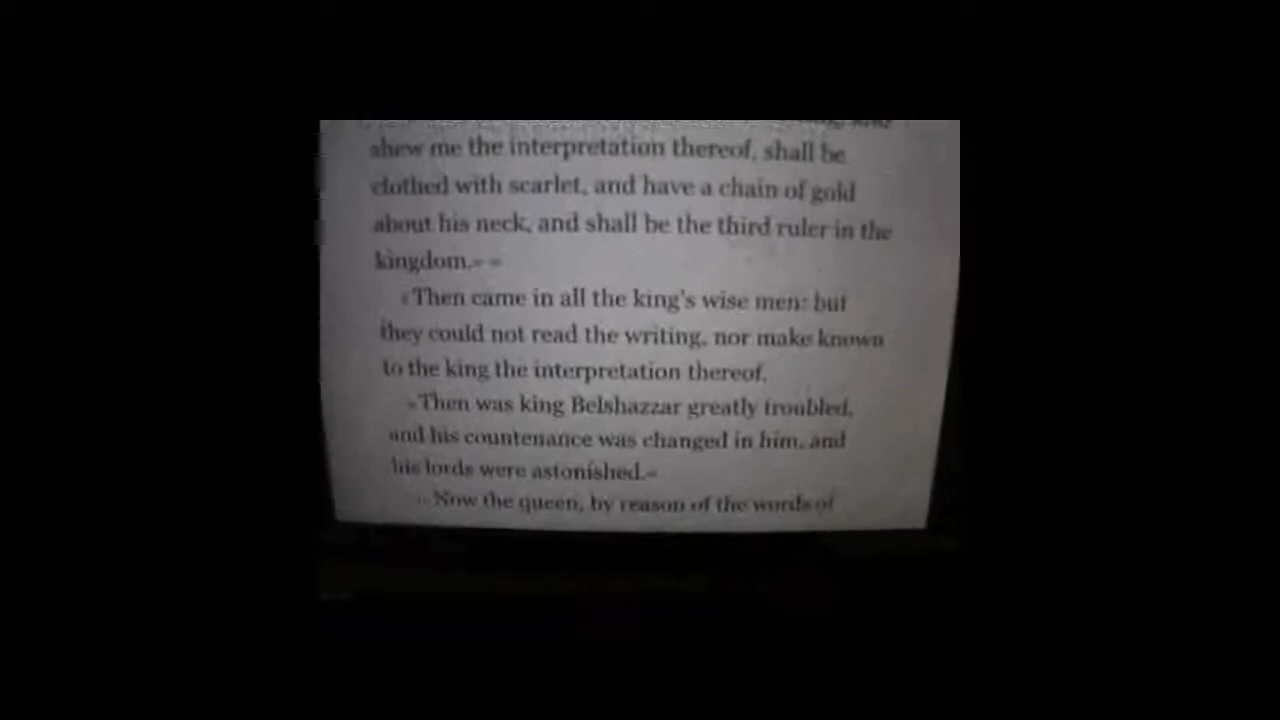 shew me the interpretation thereof, shall be
clothed with scarlet, and have a chain of gold
about his neck, and shall be the third ruler in the
kingdom.» »
«Then came in all the king's wise men: but
they could not read the writing, nor make known
to the king the interpretation thereof.
«Then was king Belshazzar greatly troubled,
and his countenance was changed in him, and
his lords were astonished.»
«Now the queen, by reason of the words of